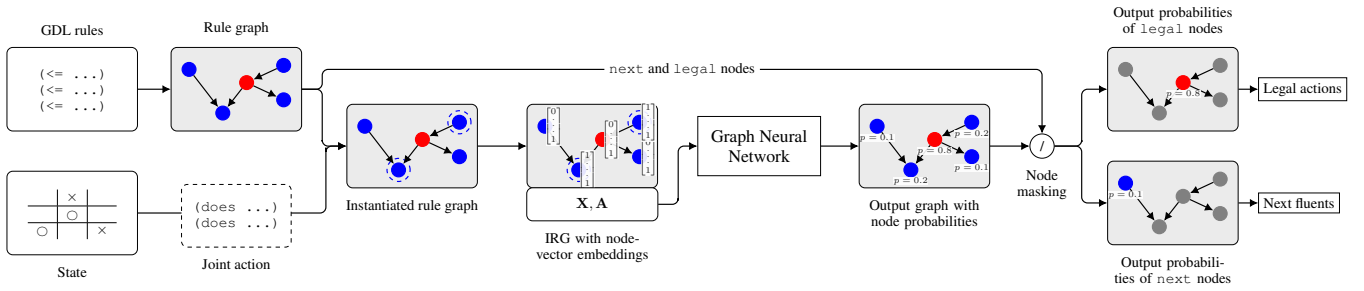 GDL rules
(<= ...)
(<= ...)
(<= ...)
Rule graph
next and legal nodes
State
(does ...)
(does ...)
Joint action
Instantiated rule graph
X, A
IRG with node-
vector embeddings
Graph Neural
Network
p = 0.1
p = 0.2
p = 0.8
p = 0.1
p = 0.2
Output graph with
node probabilities
/
Node
masking
Output probabilities
of legal nodes
p = 0.8
Legal actions
p = 0.1
Next fluents
Output probabili-
ties of next nodes